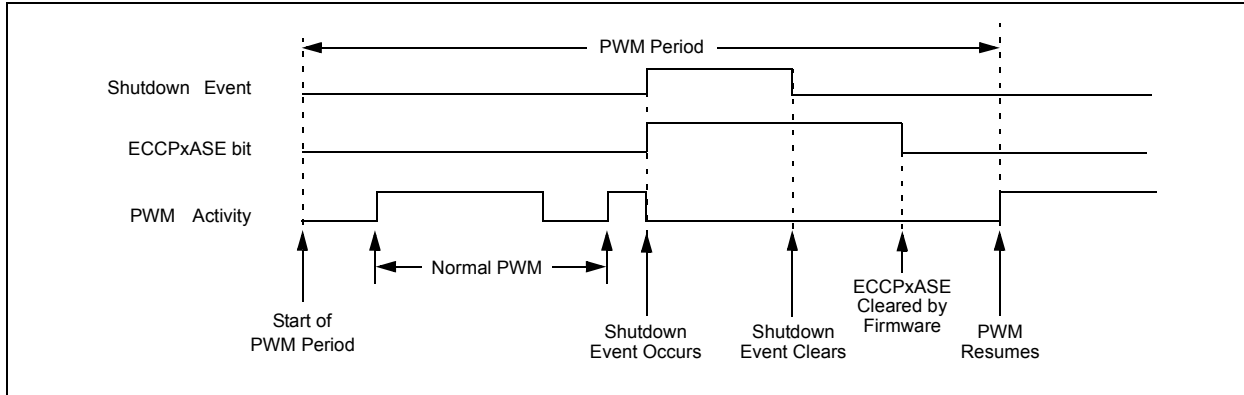 PWM Period
Shutdown Event
ECCPxASE bit
PWM Activity
Normal PWM
Start of
PWM Period
Shutdown
Event Occurs
Shutdown
Event Clears
ECCPxASE
Cleared by
Firmware
PWM
Resumes